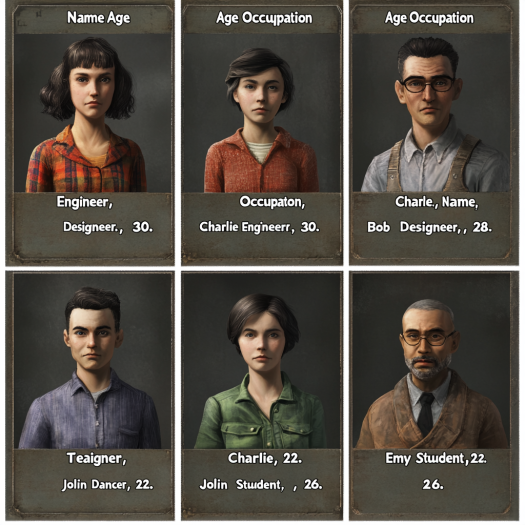 Name Age
Engineer,
Designeer., 30.
Age Occupation
Occupaton,
Charlie Engineerr, 30.
Age Occupation
Charle, Name,
Bob Designeer,, 28.
Teaigner,
Jolin Dancer, 22.
Charlie, 22.
Jolin Student, , 26.
Emy Student, 22.
26.